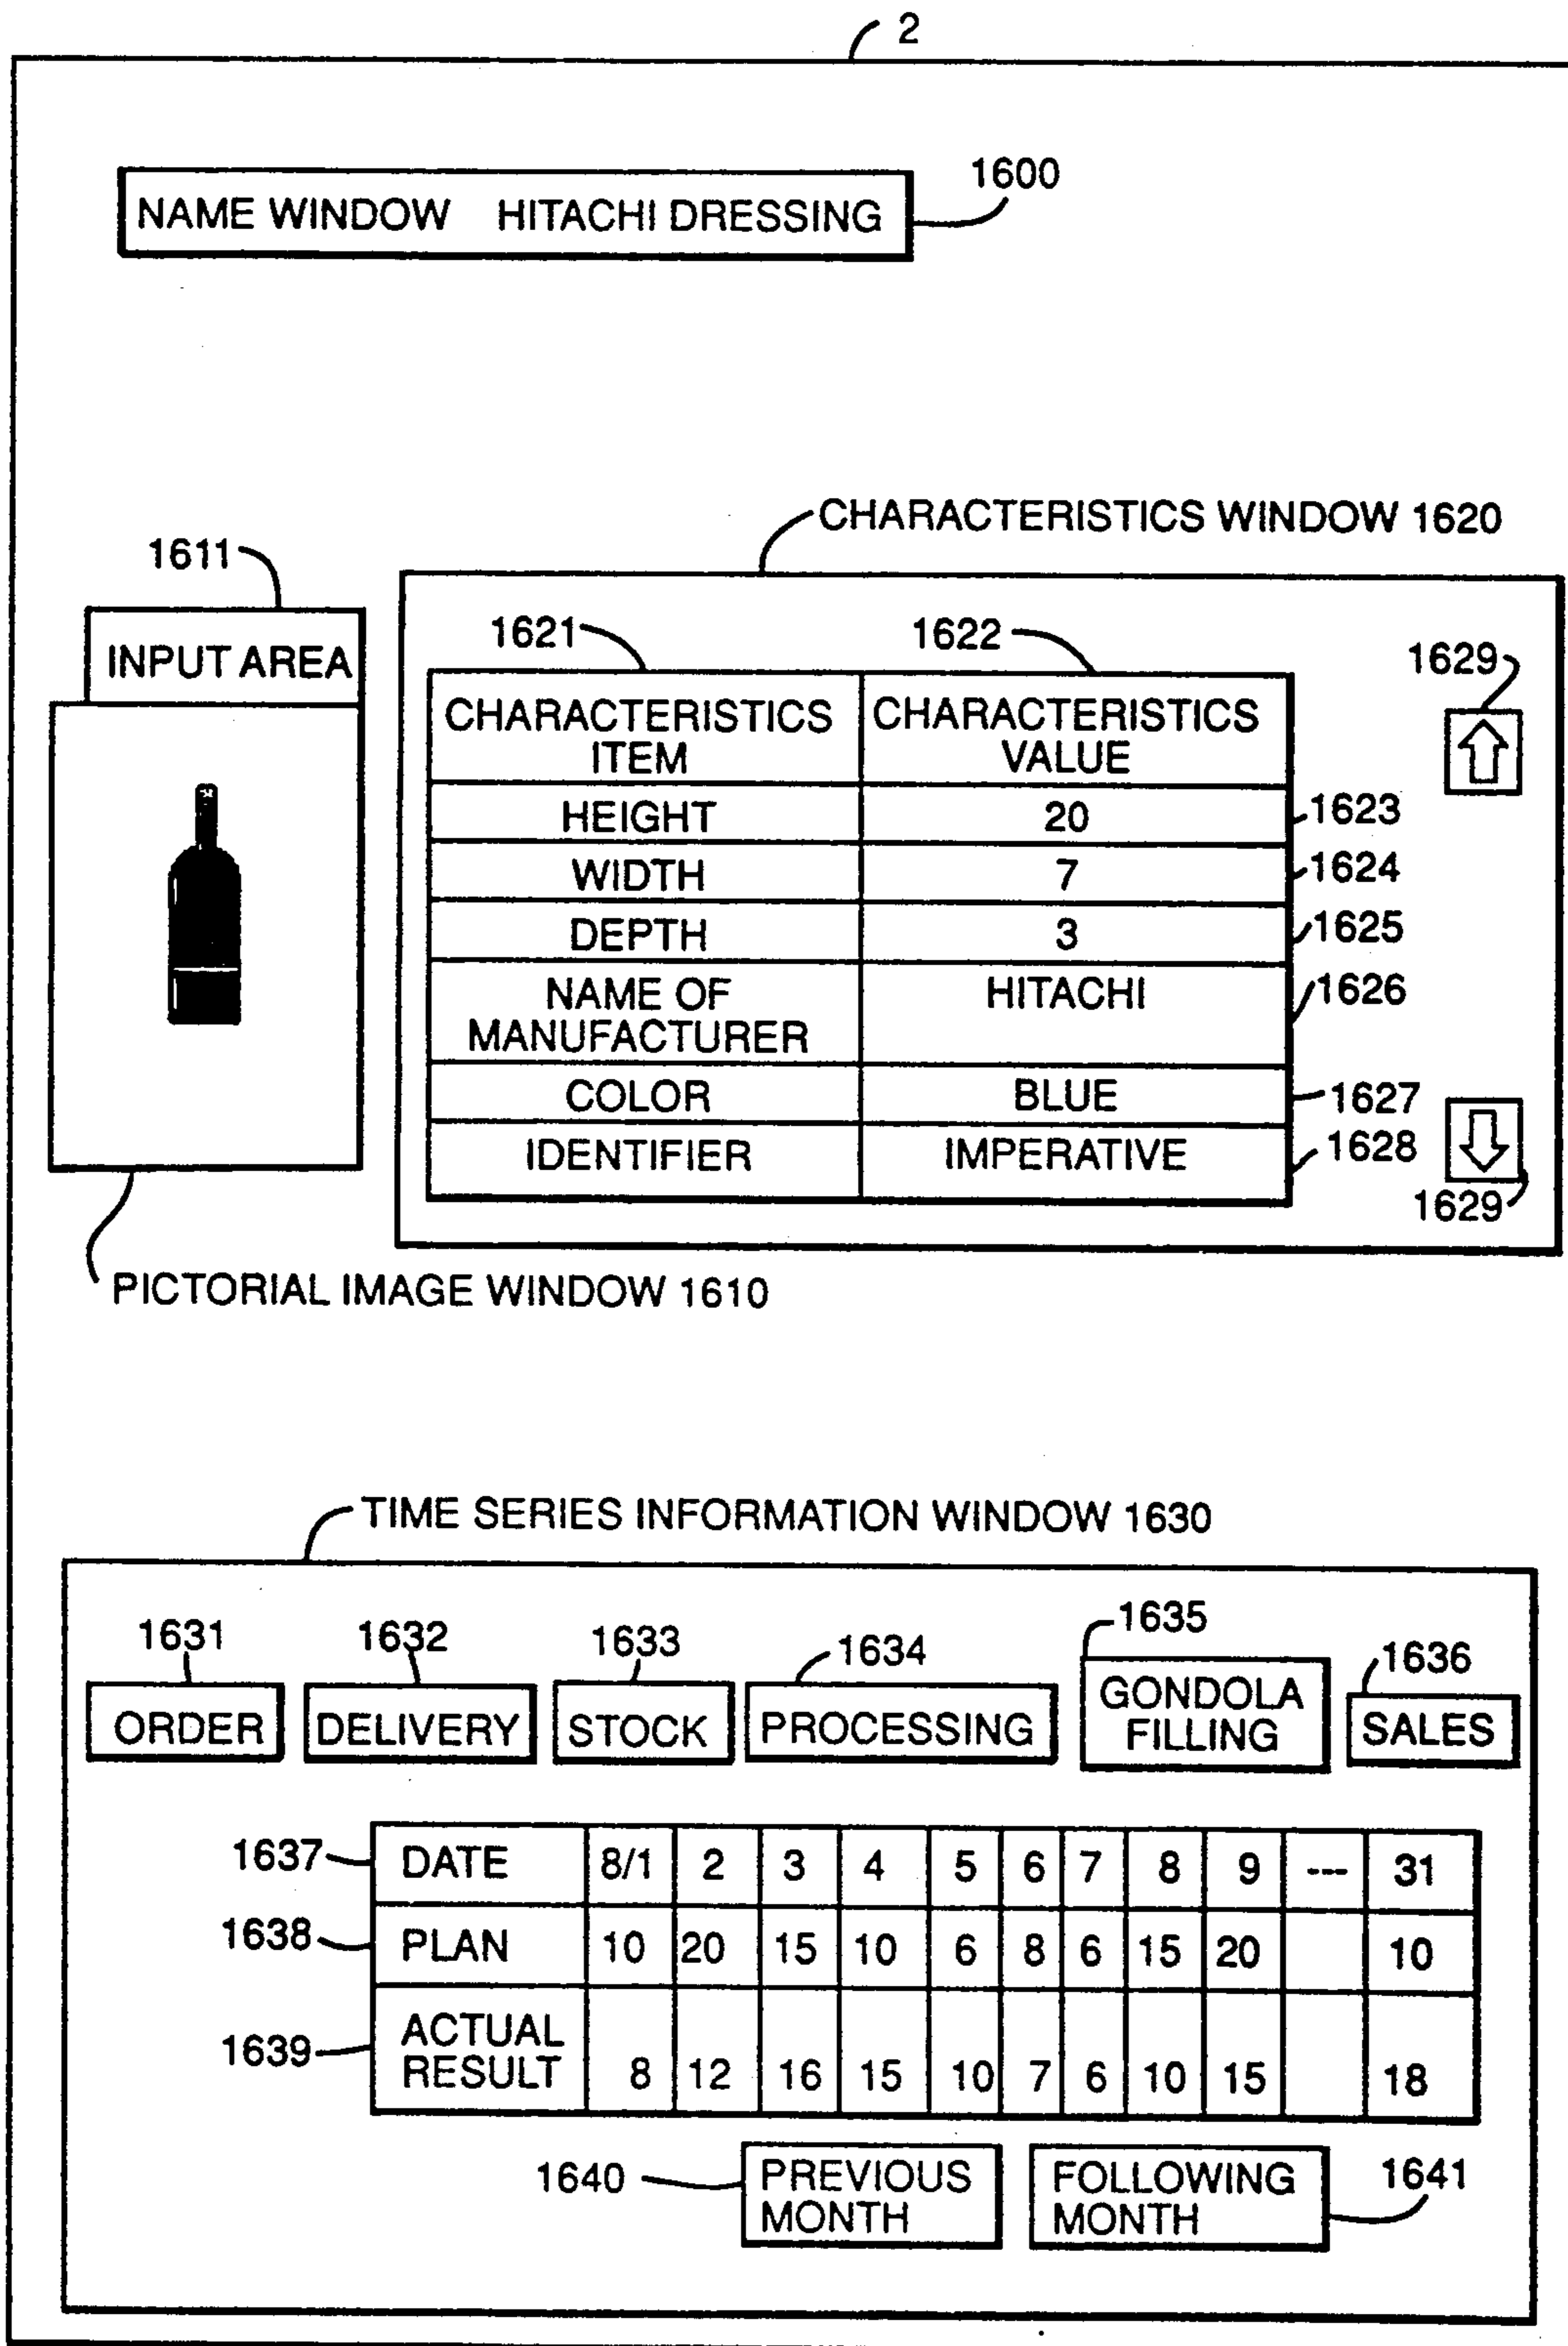 2
1600
NAME WINDOW HITACHI DRESSING
CHARACTERISTICS WINDOW 1620
1611
INPUT AREA
1621 1622
1629
CHARACTERISTICS ITEM CHARACTERISTICS VALUE
HEIGHT 20 1623
WIDTH 7 1624
DEPTH 3 1625
NAME OF MANUFACTURER HITACHI 1626
COLOR BLUE 1627
IDENTIFIER IMPERATIVE 1628
1629
PICTORIAL IMAGE WINDOW 1610
TIME SERIES INFORMATION WINDOW 1630
1631 1632 1633 1634 1635 1636
ORDER DELIVERY STOCK PROCESSING GONDOLA FILLING SALES
1637 DATE 8/1 2 3 4 5 6 7 8 9 --- 31
1638 PLAN 10 20 15 10 6 8 6 15 20 10
1639 ACTUAL RESULT 8 12 16 15 10 7 6 10 15 18
1640 PREVIOUS MONTH FOLLOWING MONTH 1641